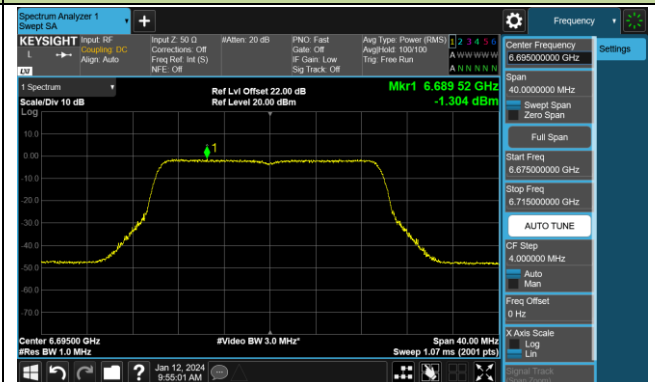 Spectrum Analyzer 1
Swept SA
Frequency
KEYSIGHT
Input: RF
Coupling: DC
Align: Auto
Input Z: 50 Ω
Corrections: Off
Freq Ref: Int (S)
NFE: Off
#Atten: 20 dB
PNO: Fast
Gate: Off
IF Gain: Low
Sig Track: Off
Avg Type: Power (RMS)
Avg|Hold: 100/100
Trig: Free Run
1 2 3 4 5 6
A W W W W W
A N N N N N
L
LXI
1 Spectrum
Scale/Div 10 dB
Ref Lvl Offset 22.00 dB
Ref Level 20.00 dBm
Mkr1 6.689 52 GHz
-1.304 dBm
Log
10.0
0.00
-10.0
-20.0
-30.0
-40.0
-50.0
-60.0
-70.0
1
Center 6.69500 GHz
#Res BW 1.0 MHz
#Video BW 3.0 MHz*
Span 40.00 MHz
Sweep 1.07 ms (2001 pts)
Center Frequency
6.695000000 GHz
Span
40.0000000 MHz
Swept Span
Zero Span
Full Span
Start Freq
6.675000000 GHz
Stop Freq
6.715000000 GHz
AUTO TUNE
CF Step
4.000000 MHz
Auto
Man
Freq Offset
0 Hz
X Axis Scale
Log
Lin
Signal Track
(Span Zoom)
Settings
?
Jan 12, 2024
9:55:01 AM